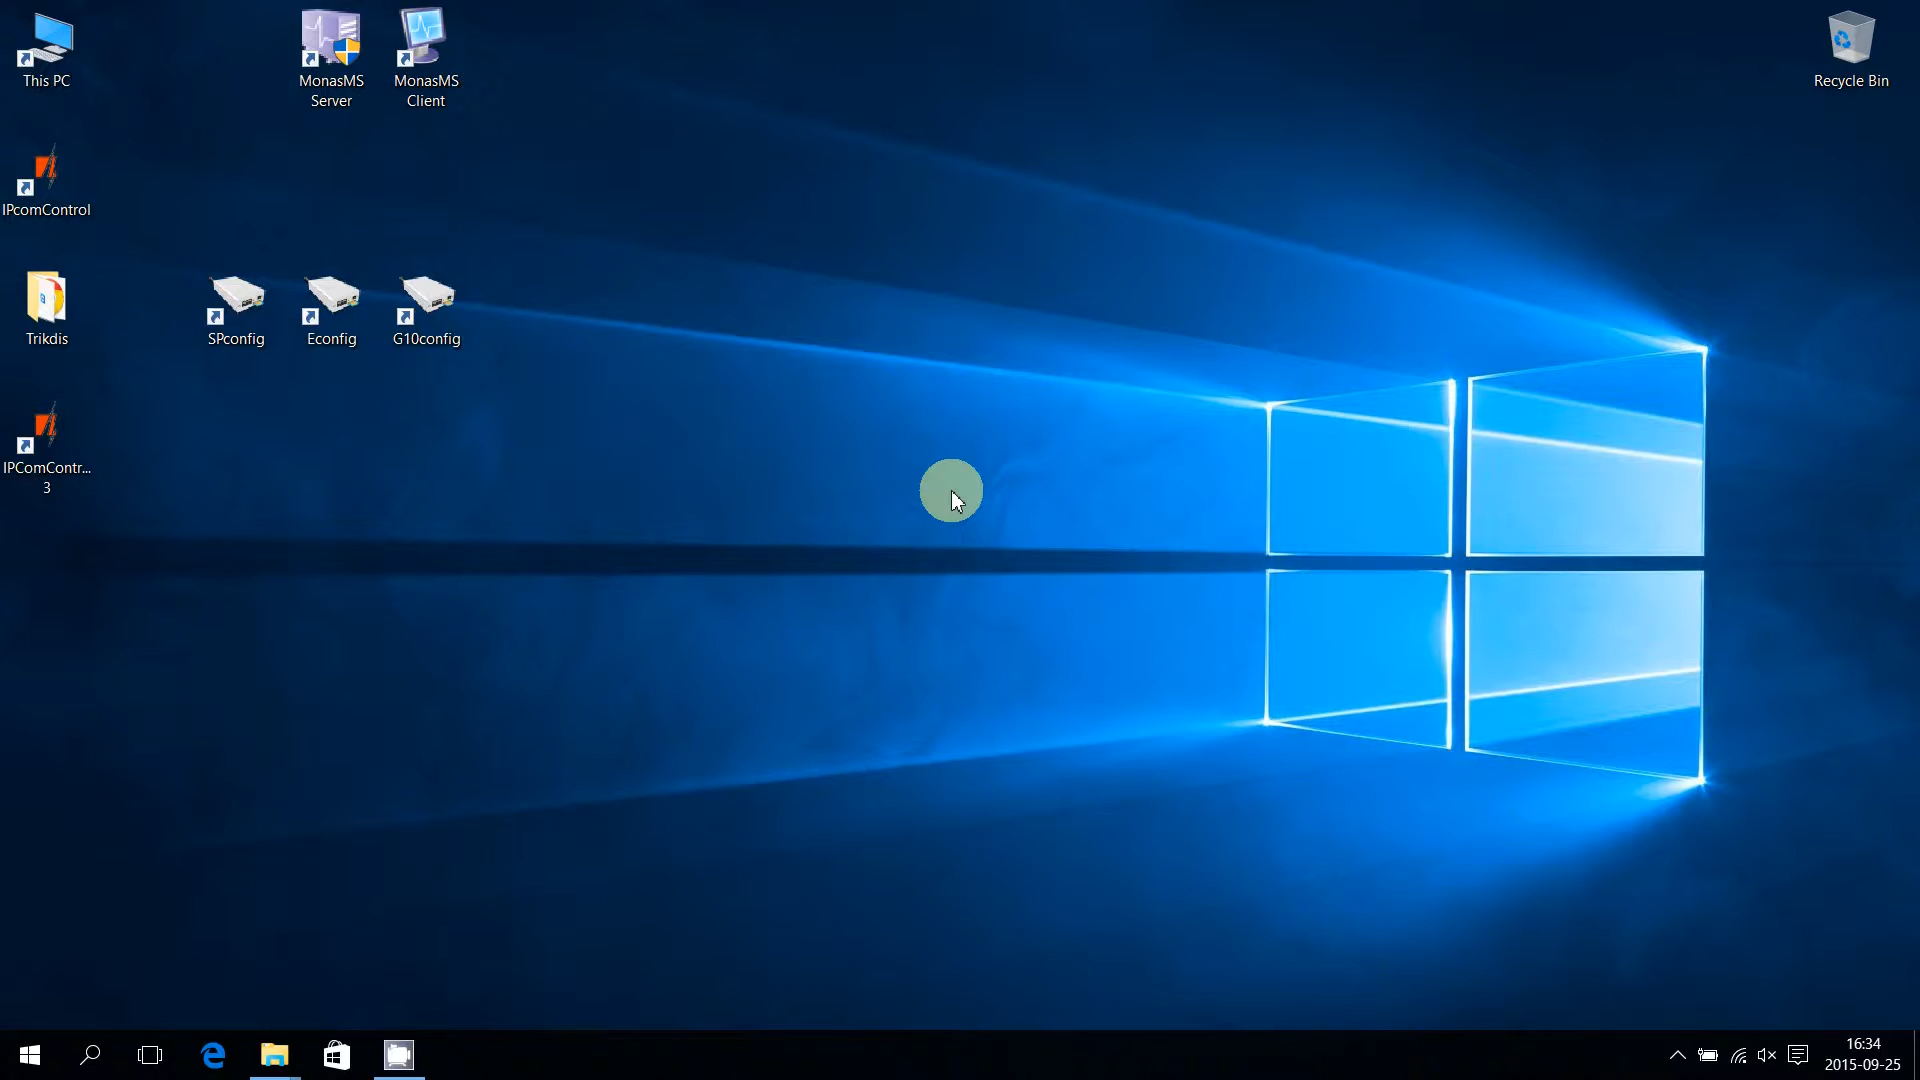 This PC
MonasMS
Server
MonasMS
Client
Recycle Bin
IPcomControl
Trikdis
SPconfig
Econfig
G10config
IPComContr...
3
16:34
2015-09-25